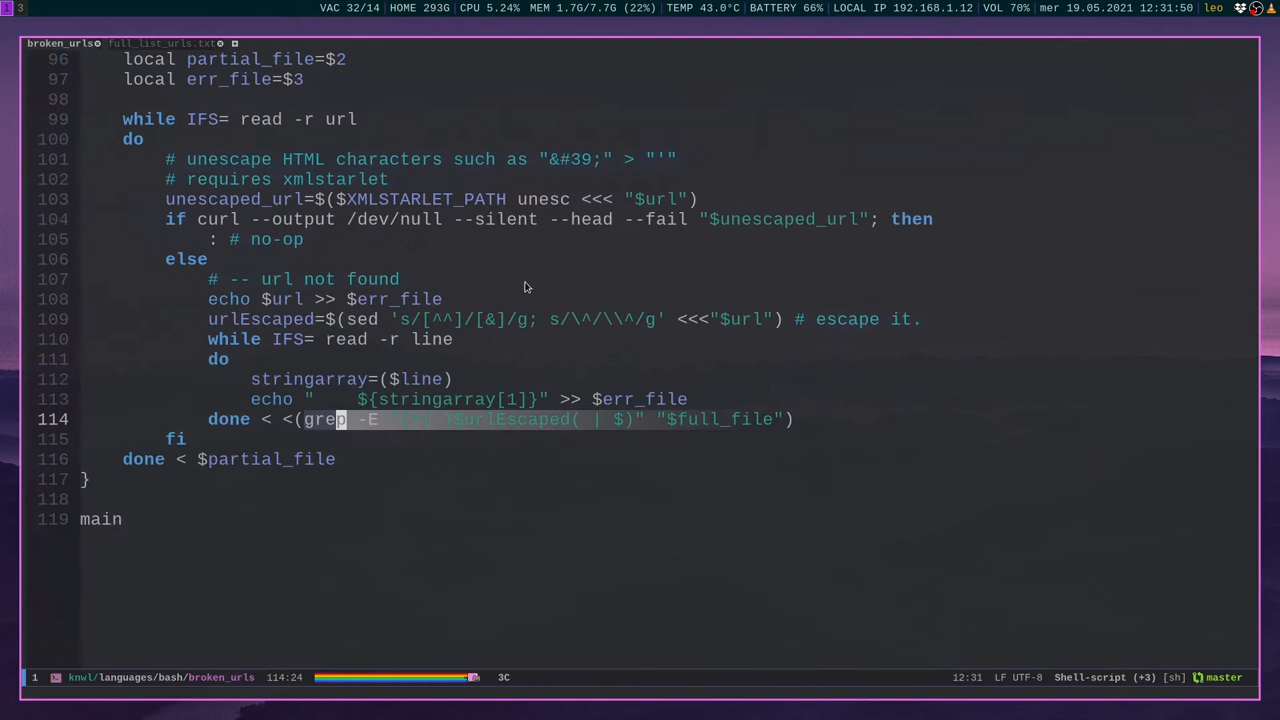 1 3 VAC 32/14 | HOME 293G | CPU 5.24% | MEM 1.7G/7.7G (22%) | TEMP 43.0°C | BATTERY 66% | LOCAL IP 192.168.1.12 | VOL 70% | mer 19.05.2021 12:31:50 | leo
broken_urls full_list_urls.txt
96 local partial_file=$2
97 local err_file=$3
98
99 while IFS= read -r url
100 do
101 # unescape HTML characters such as "&#39;" > "'"
102 # requires xmlstarlet
103 unescaped_url=$($XMLSTARLET_PATH unesc <<< "$url")
104 if curl --output /dev/null --silent --head --fail "$unescaped_url"; then
105 : # no-op
106 else
107 # -- url not found
108 echo $url >> $err_file
109 urlEscaped=$(sed 's/[^^]/[&]/g; s/\^/\\^/g' <<<"$url") # escape it.
110 while IFS= read -r line
111 do
112 stringarray=($line)
113 echo "    ${stringarray[1]}" >> $err_file
114 done < <(grep -E "(^| )$urlEscaped( | $)" "$full_file")
115 fi
116 done < $partial_file
117 }
118
119 main
1 knwl/languages/bash/broken_urls 114:24 3C 12:31 LF UTF-8 Shell-script (+3) [sh] master